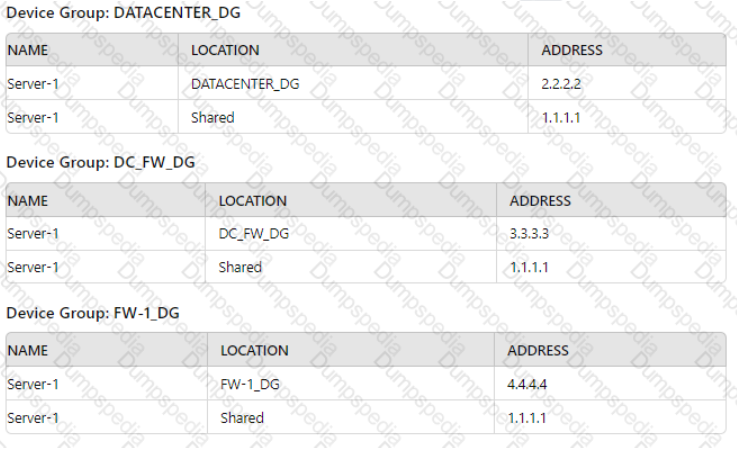 Device Group: DATACENTER_DG
NAME LOCATION ADDRESS
Server-1 DATACENTER_DG 2.2.2.2
Server-1 Shared 1.1.1.1
Device Group: DC_FW_DG
NAME LOCATION ADDRESS
Server-1 DC_FW_DG 3.3.3.3
Server-1 Shared 1.1.1.1
Device Group: FW-1_DG
NAME LOCATION ADDRESS
Server-1 FW-1_DG 4.4.4.4
Server-1 Shared 1.1.1.1
Dumpspedia